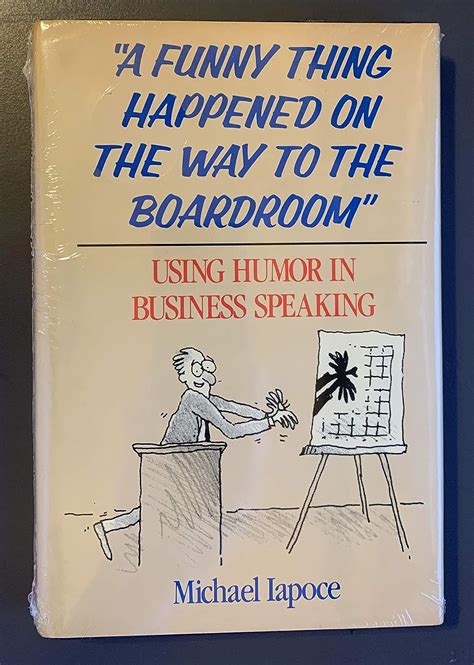 "A FUNNY THING
HAPPENED ON
THE WAY TO THE
BOARDROOM"
USING HUMOR IN
BUSINESS SPEAKING
Michael Iapoce